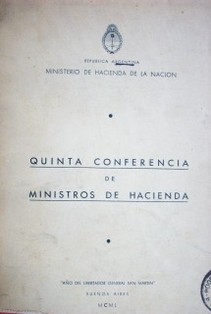 REPÚBLICA ARGENTINA
MINISTERIO DE HACIENDA DE LA NACION
QUINTA CONFERENCIA
DE
MINISTROS DE HACIENDA
"AÑO DEL LIBERTADOR GENERAL SAN MARTIN"
BUENOS AIRES
MCML